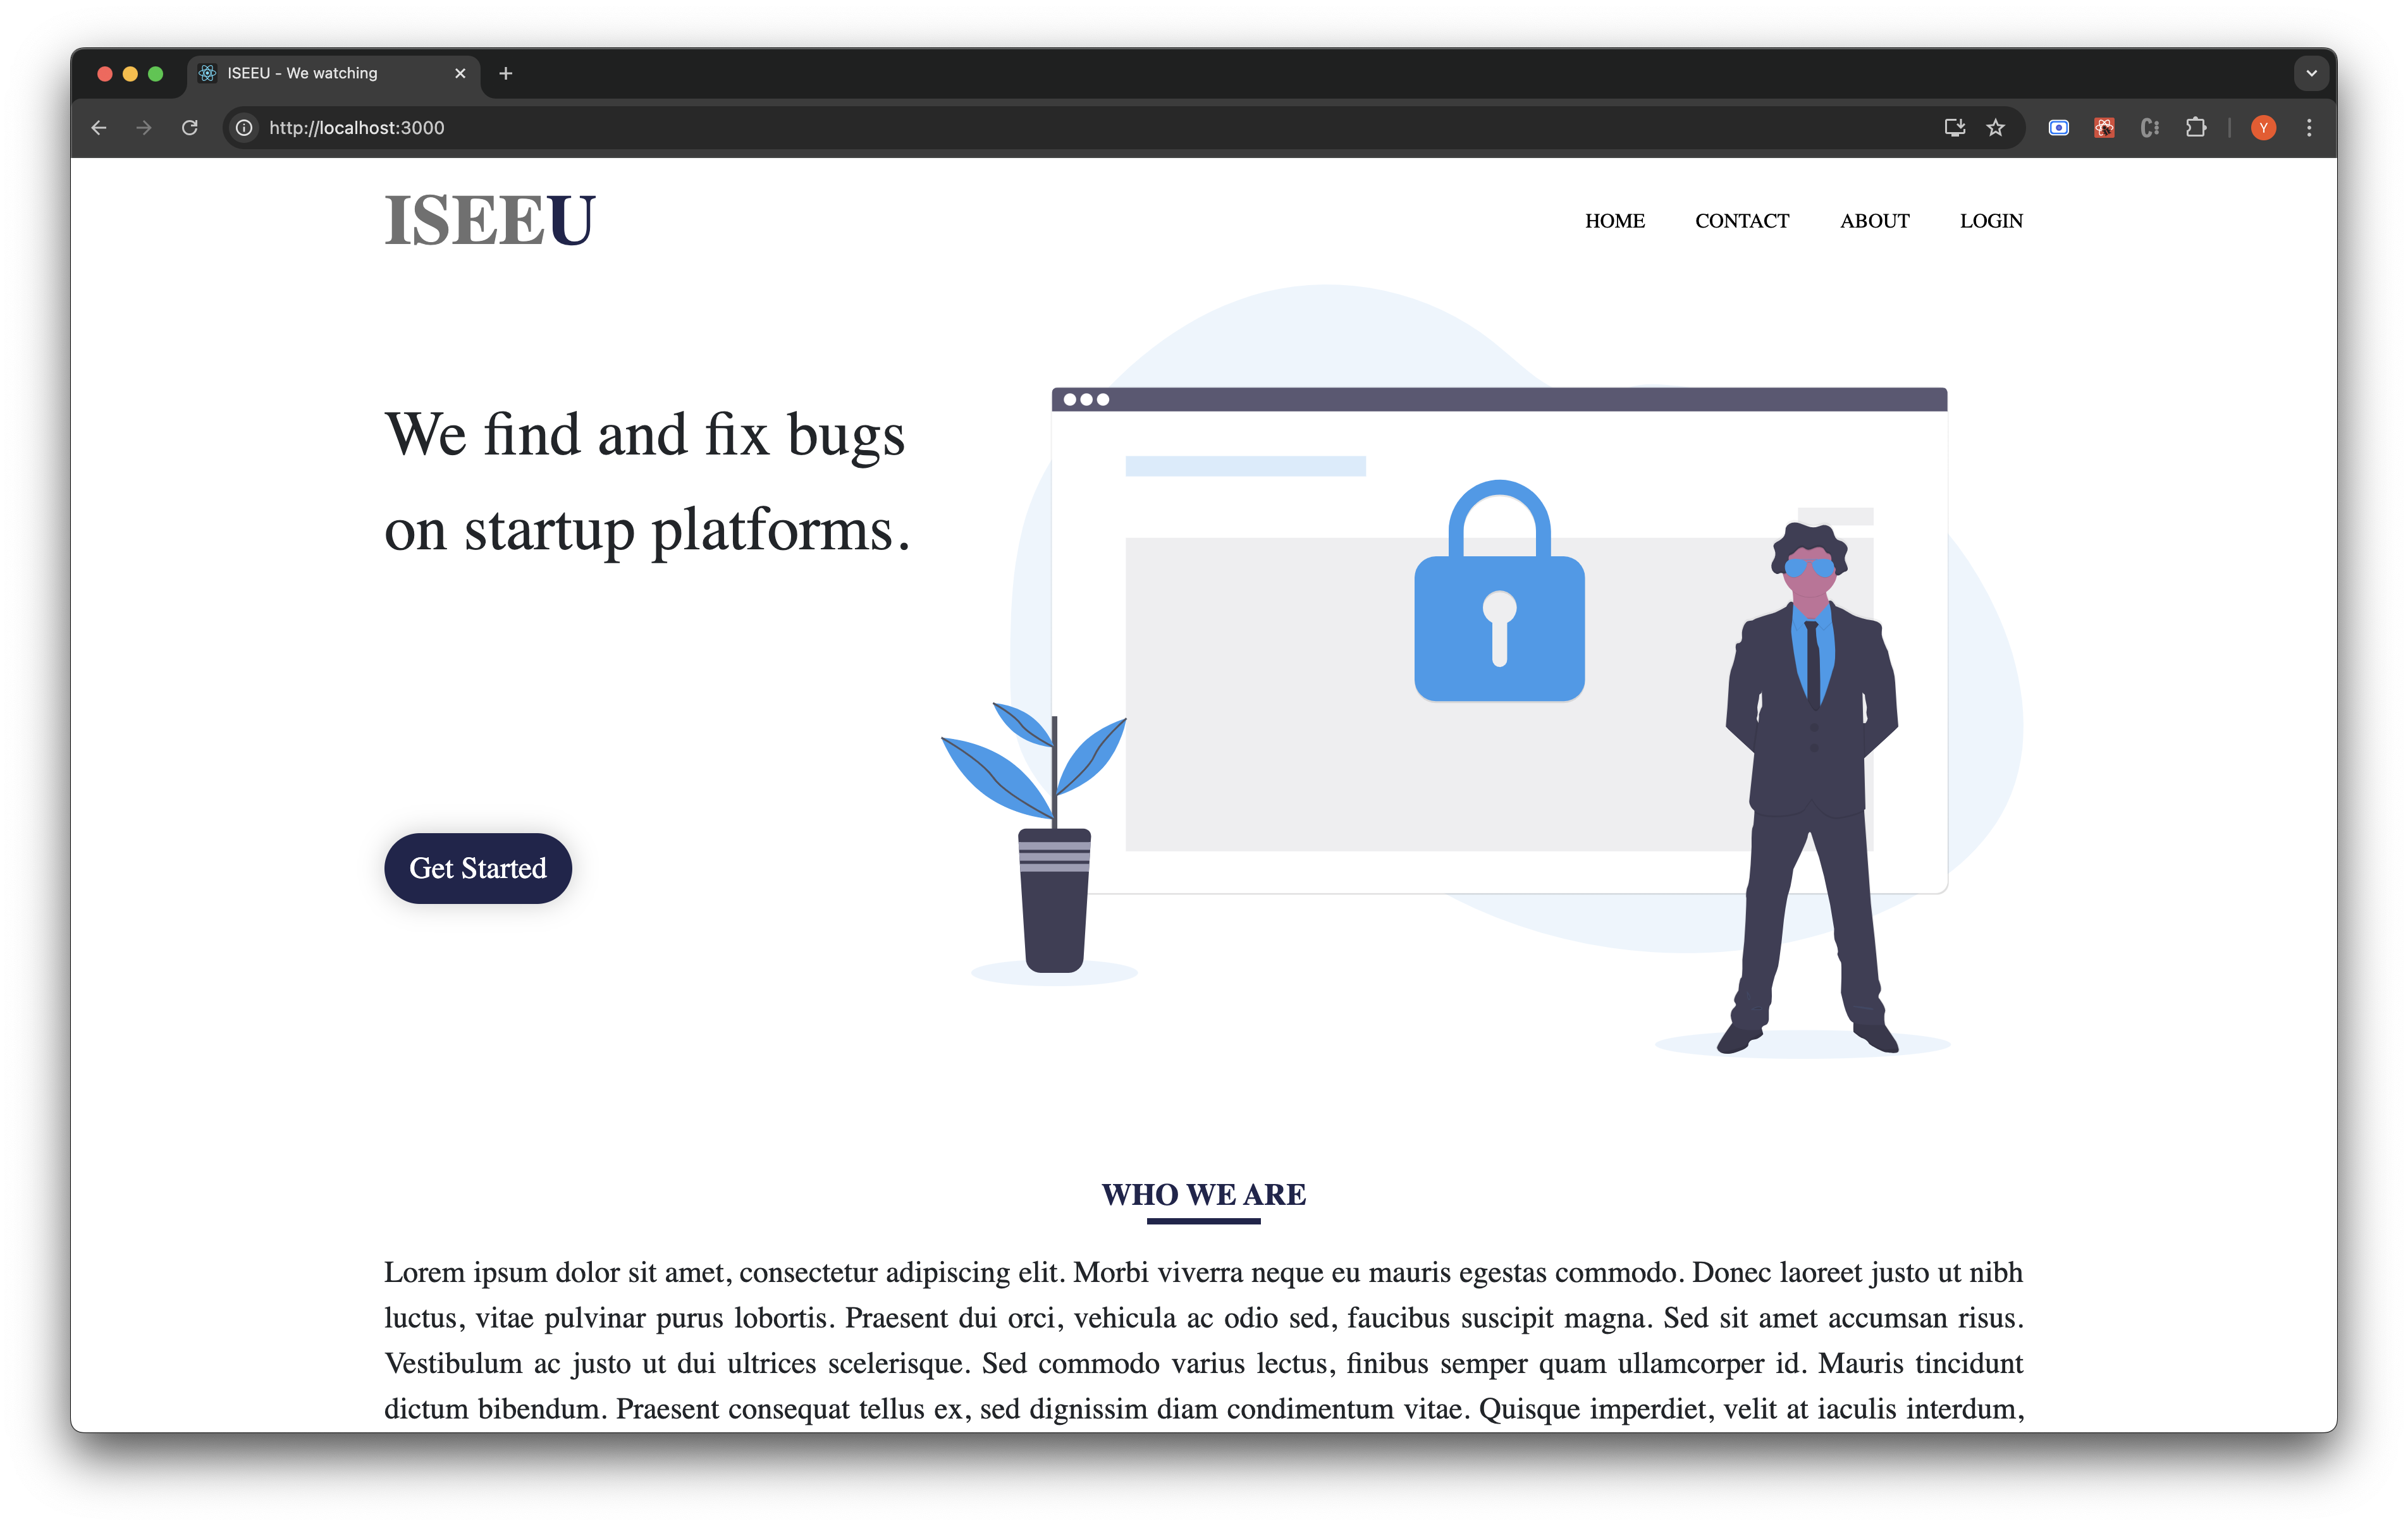 ISEEU - We watching
http://localhost:3000
Y
ISEEU
HOME CONTACT ABOUT LOGIN
We find and fix bugs
on startup platforms.
Get Started
WHO WE ARE
Lorem ipsum dolor sit amet, consectetur adipiscing elit. Morbi viverra neque eu mauris egestas commodo. Donec laoreet justo ut nibh
luctus, vitae pulvinar purus lobortis. Praesent dui orci, vehicula ac odio sed, faucibus suscipit magna. Sed sit amet accumsan risus.
Vestibulum ac justo ut dui ultrices scelerisque. Sed commodo varius lectus, finibus semper quam ullamcorper id. Mauris tincidunt
dictum bibendum. Praesent consequat tellus ex, sed dignissim diam condimentum vitae. Quisque imperdiet, velit at iaculis interdum,